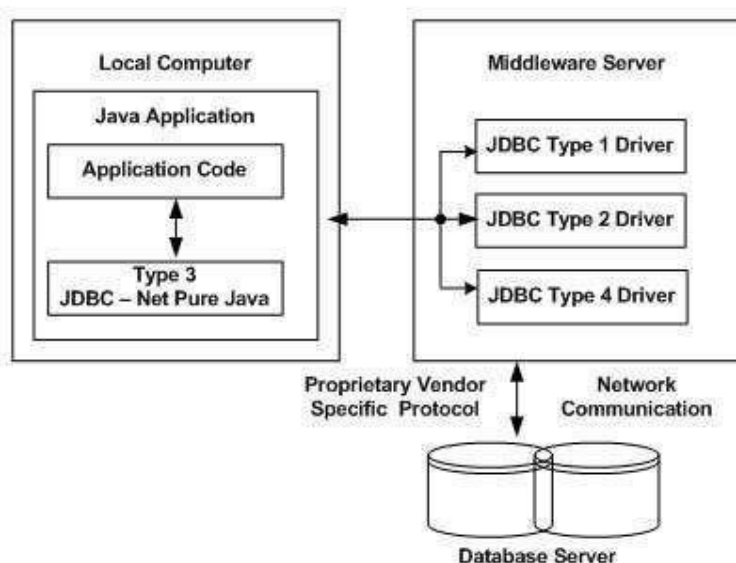 Local Computer
Java Application
Application Code
Type 3
JDBC – Net Pure Java
Middleware Server
JDBC Type 1 Driver
JDBC Type 2 Driver
JDBC Type 4 Driver
Proprietary Vendor
Specific Protocol
Network
Communication
Database Server